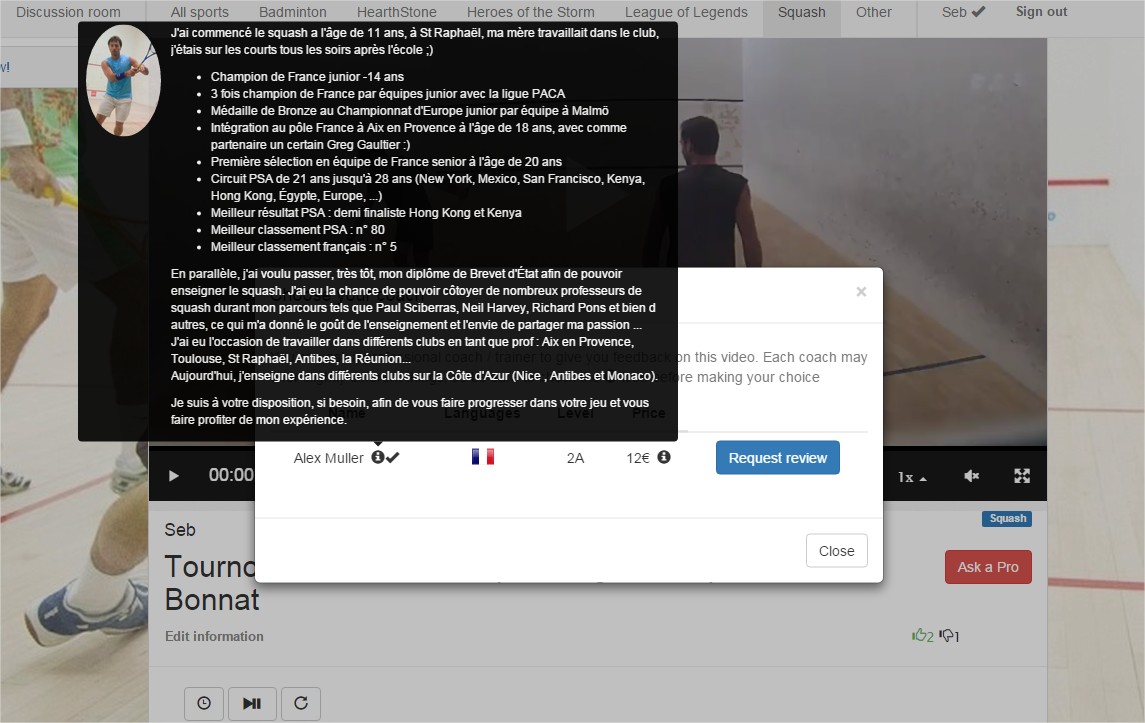 Discussion room
All sports
Badminton
HearthStone
Heroes of the Storm
League of Legends
Squash
Other
Seb
Sign out
J'ai commencé le squash a l'âge de 11 ans, à St Raphaël, ma mère travaillait dans le club,
j'étais sur les courts tous les soirs après l'école ;)
Champion de France junior -14 ans
3 fois champion de France par équipes junior avec la ligue PACA
Médaille de Bronze au Championnat d'Europe junior par équipe à Malmö
Intégration au pôle France à Aix en Provence à l'âge de 18 ans, avec comme
partenaire un certain Greg Gaultier :)
Première sélection en équipe de France senior à l'âge de 20 ans
Circuit PSA de 21 ans jusqu'à 28 ans (New York, Mexico, San Francisco, Kenya,
Hong Kong, Égypte, Europe, ...)
Meilleur résultat PSA : demi finaliste Hong Kong et Kenya
Meilleur classement PSA : n° 80
Meilleur classement français : n° 5
En parallèle, j'ai voulu passer, très tôt, mon diplôme de Brevet d'État afin de pouvoir
enseigner le squash. J'ai eu la chance de pouvoir côtoyer de nombreux professeurs de
squash durant mon parcours tels que Paul Sciberras, Neil Harvey, Richard Pons et bien d
autres, ce qui m'a donné le goût de l'enseignement et l'envie de partager ma passion ...
J'ai eu l'occasion de travailler dans différents clubs en tant que prof : Aix en Provence,
Toulouse, St Raphaël, Antibes, la Réunion...
Aujourd'hui, j'enseigne dans différents clubs sur la Côte d'Azur (Nice , Antibes et Monaco).
Je suis à votre disposition, si besoin, afin de vous faire progresser dans votre jeu et vous
faire profiter de mon expérience.
×
coach / trainer to give you feedback on this video. Each coach may
before making your choice
Name Languages Level Price
Alex Muller 2A 12€ Request review
00:00
1x
Close
Seb
Squash
Bonnat
Ask a Pro
Edit information
2 1